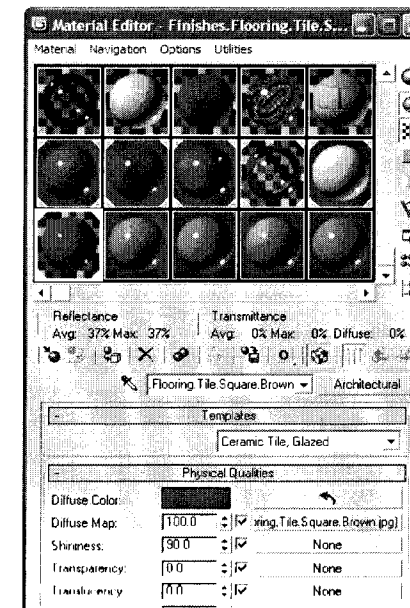 Material Editor - Finishes.Flooring.Tile.S...
Material Navigation Options Utilities
Reflectance Transmittance
Avg: 37% Max: 37% Avg: 0% Max: 0% Diffuse: 0%
Flooring.Tile.Square.Brown Architectural
- Templates
Ceramic Tile, Glazed
- Physical Qualities
Diffuse Color:
Diffuse Map: 100.0 xring.Tile.Square.Brown.jpg)
Shininess: 90.0 None
Transparency: 0.0 None
Translucency: 0.0 None